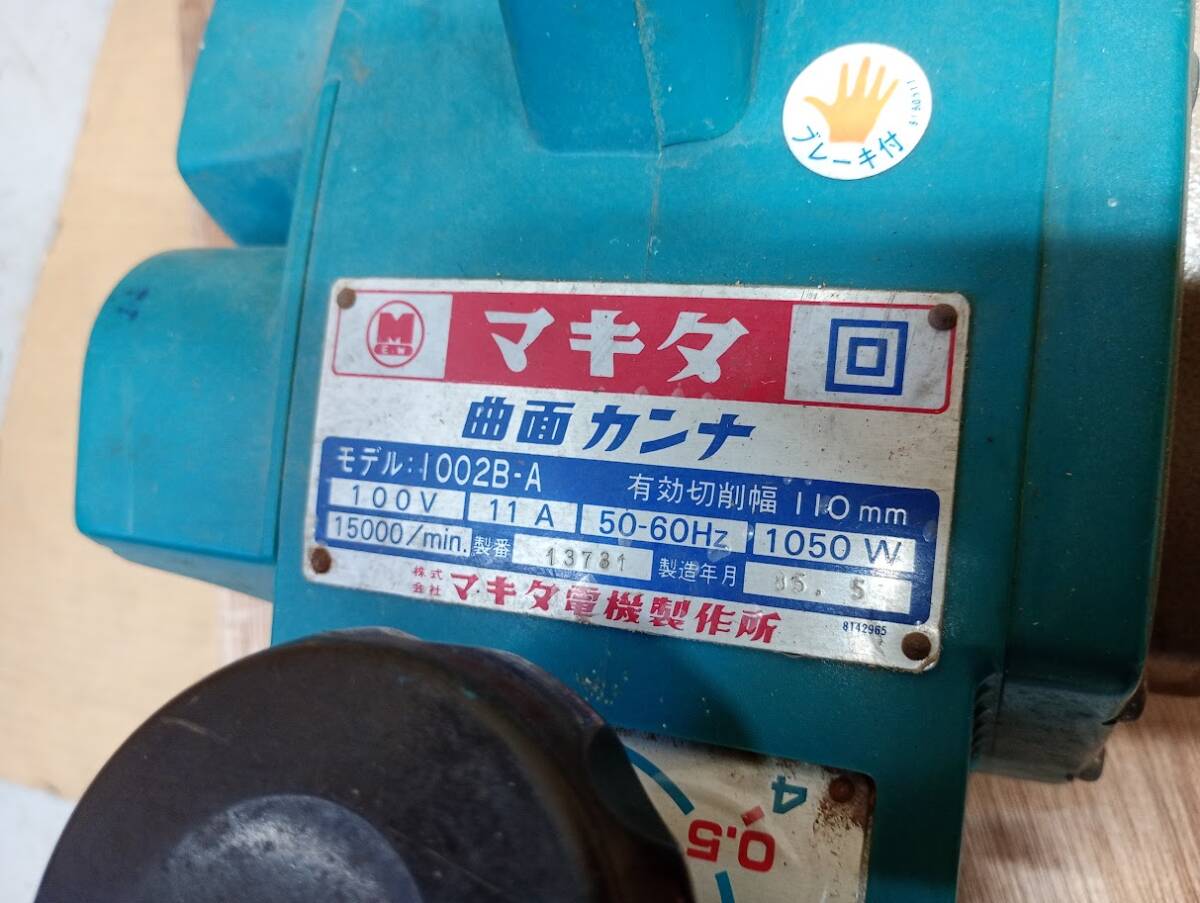 ブレーキ付
M
E.W
マキタ
曲面カンナ
モデル:1002B-A 有効切削幅 110mm
100V 11A 50-60Hz 1050W
15000/min. 製番 13781 製造年月 85.5
株式会社 マキタ電機製作所
8142965
4
0.5